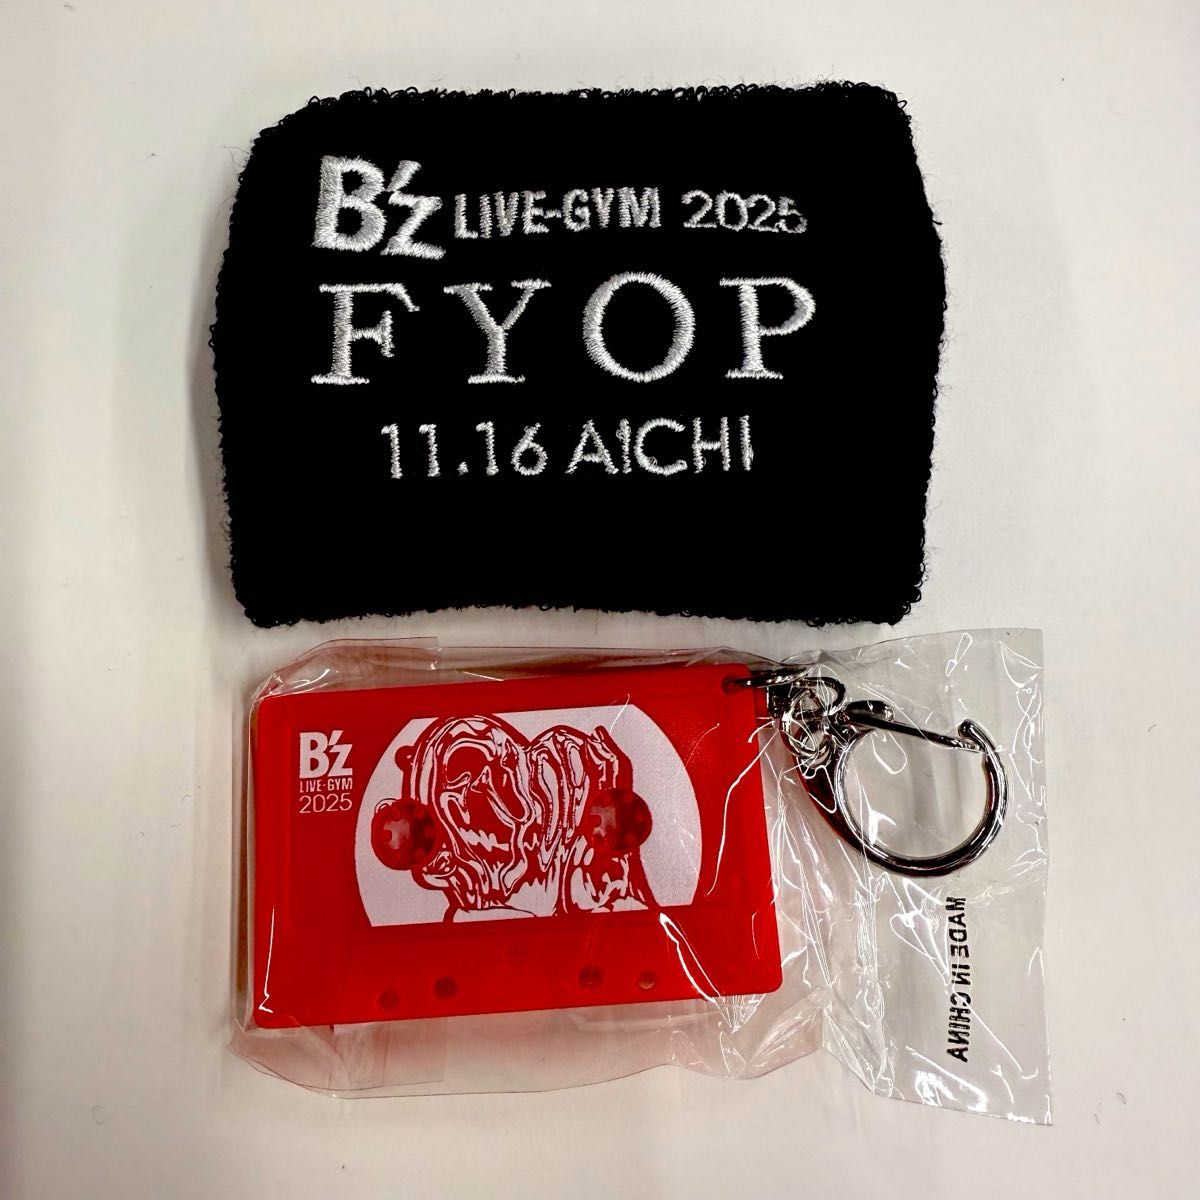 B'z LIVE-GYM 2025
FYOP
11.16 AICHI
B'z
LIVE-GYM
2025
MADE IN CHINA